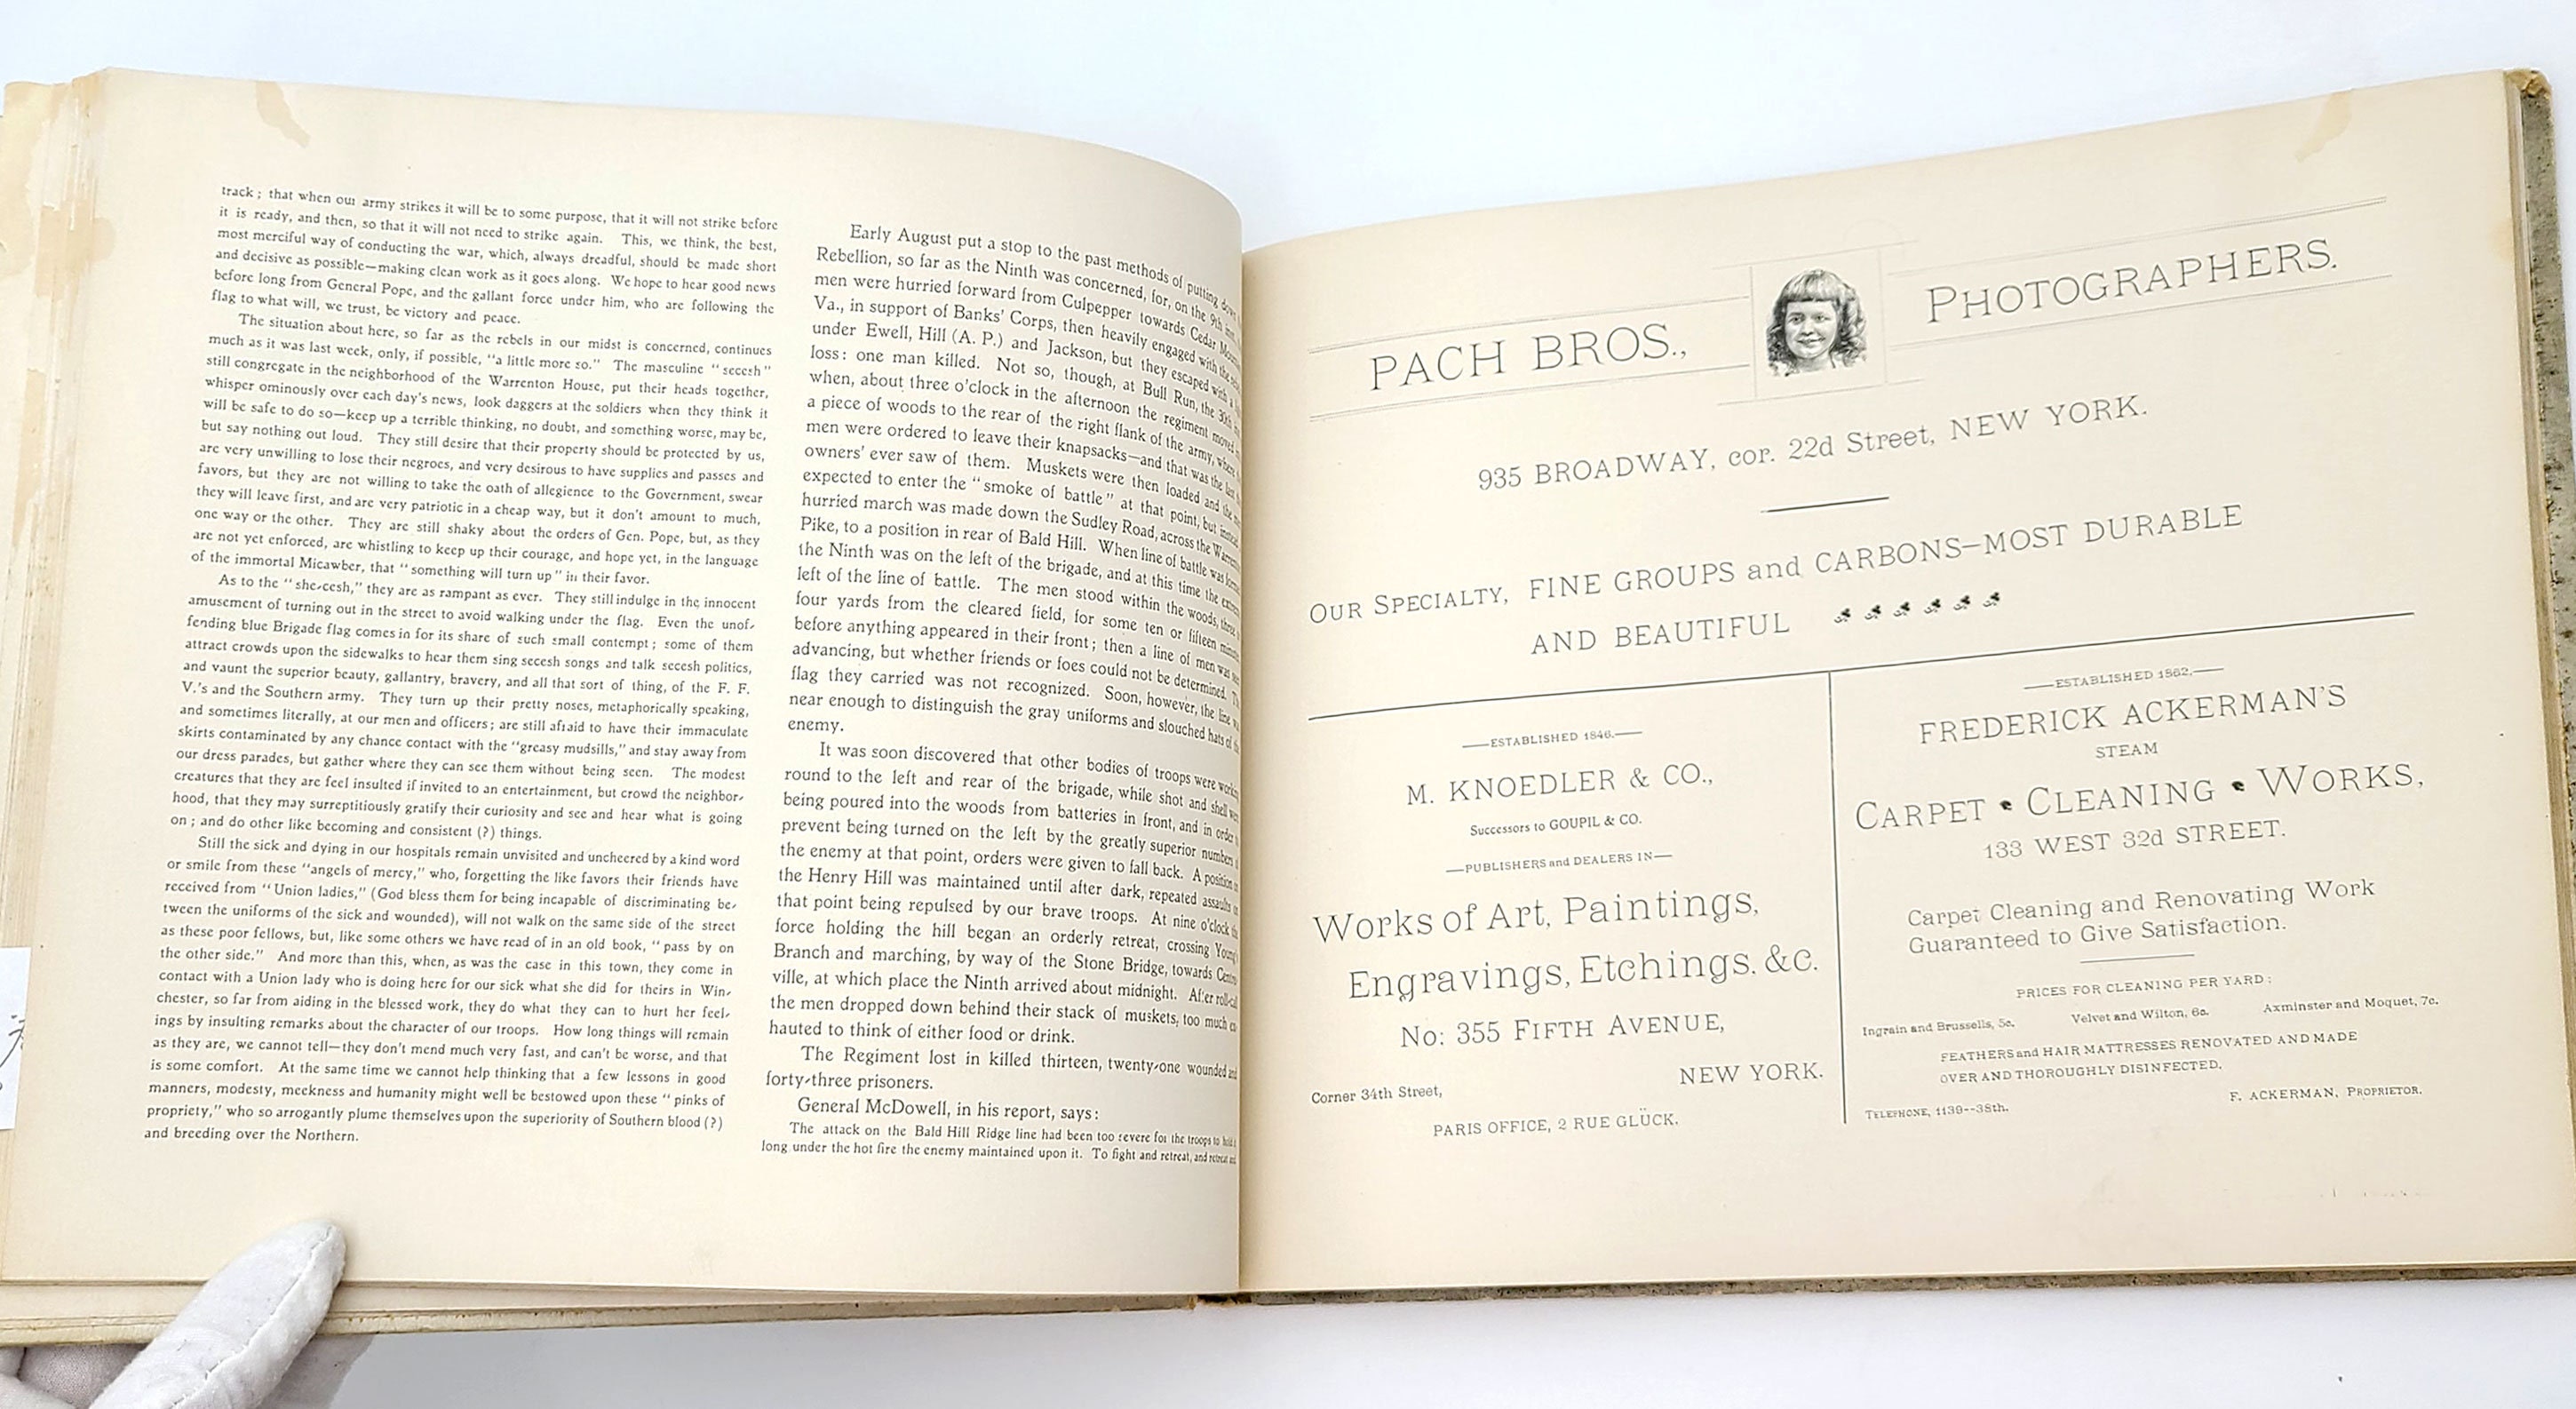 track; that when our army strikes it will be to some purpose, that it will not strike before
it is ready, and then, so that it will not need to strike again. This, we think, the best,
most merciful way of conducting the war, which, always dreadful, should be made short
and decisive as possible—making clean work as it goes along. We hope to hear good news
before long from General Pope, and the gallant force under him, who are following the
flag to what will, we trust, be victory and peace.
The situation about here, so far as the rebels in our midst is concerned, continues
much as it was last week, only, if possible, "a little more so." The masculine "secesh"
still congregate in the neighborhood of the Warrenton House, put their heads together,
whisper ominously over each day's news, look daggers at the soldiers when they think it
will be safe to do so—keep up a terrible thinking, no doubt, and something worse, may be,
but say nothing out loud. They still desire that their property should be protected by us,
are very unwilling to lose their negroes, and very desirous to have supplies and passes and
favors, but they are not willing to take the oath of allegience to the Government, swear
they will leave first, and are very patriotic in a cheap way, but it don't amount to much,
one way or the other. They are still shaky about the orders of Gen. Pope, but, as they
are not yet enforced, are whistling to keep up their courage, and hope yet, in the language
of the immortal Micawber, that "something will turn up" in their favor.
As to the "she-cesh," they are as rampant as ever. They still indulge in the innocent
amusement of turning out in the street to avoid walking under the flag. Even the unof-
fending blue Brigade flag comes in for its share of such small contempt; some of them
attract crowds upon the sidewalks to hear them sing secesh songs and talk secesh politics,
and vaunt the superior beauty, gallantry, bravery, and all that sort of thing, of the F. F.
V.'s and the Southern army. They turn up their pretty noses, metaphorically speaking,
and sometimes literally, at our men and officers; are still afraid to have their immaculate
skirts contaminated by any chance contact with the "greasy mudsills," and stay away from
our dress parades, but gather where they can see them without being seen. The modest
creatures that they are feel insulted if invited to an entertainment, but crowd the neighbor-
hood, that they may surreptitiously gratify their curiosity and see and hear what is going
on; and do other like becoming and consistent (?) things.
Still the sick and dying in our hospitals remain unvisited and uncheered by a kind word
or smile from these "angels of mercy," who, forgetting the like favors their friends have
received from "Union ladies," (God bless them for being incapable of discriminating be-
tween the uniforms of the sick and wounded), will not walk on the same side of the street
as these poor fellows, but, like some others we have read of in an old book, "pass by on
the other side." And more than this, when, as was the case in this town, they come in
contact with a Union lady who is doing here for our sick what she did for theirs in Win-
chester, so far from aiding in the blessed work, they do what they can to hurt her feel-
ings by insulting remarks about the character of our troops. How long things will remain
as they are, we cannot tell—they don't mend much very fast, and can't be worse, and that
is some comfort. At the same time we cannot help thinking that a few lessons in good
manners, modesty, meekness and humanity might well be bestowed upon these "pinks of
propriety," who so arrogantly plume themselves upon the superiority of Southern blood (?)
and breeding over the Northern.
Early August put a stop to the past methods of putting down
Rebellion, so far as the Ninth was concerned, for, on the 9th
men were hurried forward from Culpepper towards Cedar
Va., in support of Banks' Corps, then heavily engaged with the
under Ewell, Hill (A. P.) and Jackson, but they escaped with a
loss: one man killed. Not so, though, at Bull Run, the 30th
when, about three o'clock in the afternoon the regiment moved
a piece of woods to the rear of the right flank of the army, where
men were ordered to leave their knapsacks—and that was the last
owners' ever saw of them. Muskets were then loaded and the
expected to enter the "smoke of battle" at that point, but
hurried march was made down the Sudley Road, across the
Pike, to a position in rear of Bald Hill. When line of battle was
the Ninth was on the left of the brigade, and at this time the
left of the line of battle. The men stood within the woods,
four yards from the cleared field, for some ten or fifteen
before anything appeared in their front; then a line of men was
advancing, but whether friends or foes could not be determined.
flag they carried was not recognized. Soon, however, the line
near enough to distinguish the gray uniforms and slouched hats of
enemy.
It was soon discovered that other bodies of troops were
round to the left and rear of the brigade, while shot and shell
being poured into the woods from batteries in front, and in order
prevent being turned on the left by the greatly superior numbers
the enemy at that point, orders were given to fall back. A position
the Henry Hill was maintained until after dark, repeated assaults
that point being repulsed by our brave troops. At nine o'clock
force holding the hill began an orderly retreat, crossing
Branch and marching, by way of the Stone Bridge, towards
ville, at which place the Ninth arrived about midnight. After
the men dropped down behind their stack of muskets, too much
hauted to think of either food or drink.
The Regiment lost in killed thirteen, twenty-one wounded
forty-three prisoners.
General McDowell, in his report, says:
The attack on the Bald Hill Ridge line had been too severe for the troops to
long under the hot fire the enemy maintained upon it. To fight and retreat, and retreat
PACH BROS., PHOTOGRAPHERS.
935 BROADWAY, cor. 22d Street, NEW YORK.
OUR SPECIALTY, FINE GROUPS and CARBONS—MOST DURABLE
AND BEAUTIFUL
ESTABLISHED 1846.
M. KNOEDLER & CO.,
Successors to GOUPIL & CO.
PUBLISHERS and DEALERS IN
Works of Art, Paintings,
Engravings, Etchings. &c.
No: 355 FIFTH AVENUE,
NEW YORK.
Corner 34th Street,
PARIS OFFICE, 2 RUE GLÜCK.
ESTABLISHED 1862.
FREDERICK ACKERMAN'S
STEAM
CARPET • CLEANING • WORKS,
133 WEST 32d STREET.
Carpet Cleaning and Renovating Work
Guaranteed to Give Satisfaction.
PRICES FOR CLEANING PER YARD:
Ingrain and Brussells, 5c. Velvet and Wilton, 6c. Axminster and Moquet, 7c.
FEATHERS and HAIR MATTRESSES RENOVATED AND MADE
OVER AND THOROUGHLY DISINFECTED.
F. ACKERMAN, PROPRIETOR.
TELEPHONE, 1139--38th.